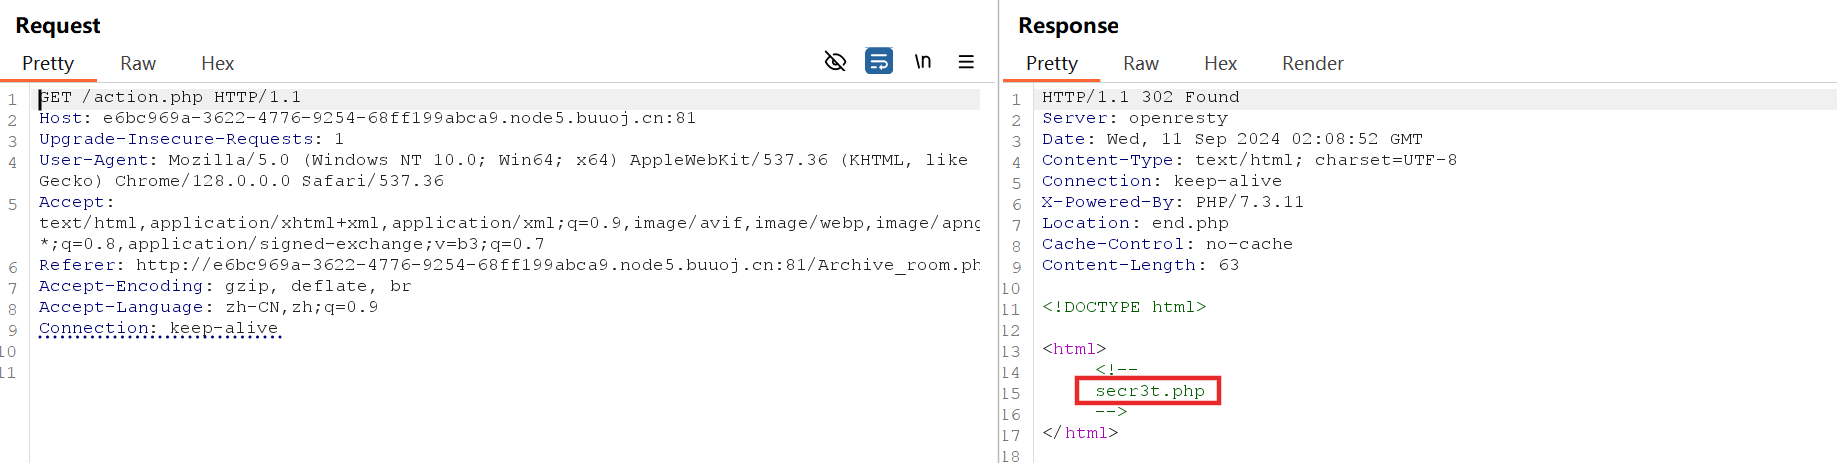 Request
Pretty Raw Hex
\n
1 GET /action.php HTTP/1.1
2 Host: e6bc969a-3622-4776-9254-68ff199abca9.node5.buuoj.cn:81
3 Upgrade-Insecure-Requests: 1
4 User-Agent: Mozilla/5.0 (Windows NT 10.0; Win64; x64) AppleWebKit/537.36 (KHTML, like
Gecko) Chrome/128.0.0.0 Safari/537.36
5 Accept:
text/html,application/xhtml+xml,application/xml;q=0.9,image/avif,image/webp,image/apng
*;q=0.8,application/signed-exchange;v=b3;q=0.7
6 Referer: http://e6bc969a-3622-4776-9254-68ff199abca9.node5.buuoj.cn:81/Archive_room.ph
7 Accept-Encoding: gzip, deflate, br
8 Accept-Language: zh-CN,zh;q=0.9
9 Connection: keep-alive
10
11
Response
Pretty Raw Hex Render
1 HTTP/1.1 302 Found
2 Server: openresty
3 Date: Wed, 11 Sep 2024 02:08:52 GMT
4 Content-Type: text/html; charset=UTF-8
5 Connection: keep-alive
6 X-Powered-By: PHP/7.3.11
7 Location: end.php
8 Cache-Control: no-cache
9 Content-Length: 63
10
11 <!DOCTYPE html>
12
13 <html>
14 <!--
15 secr3t.php
16 -->
17 </html>
18